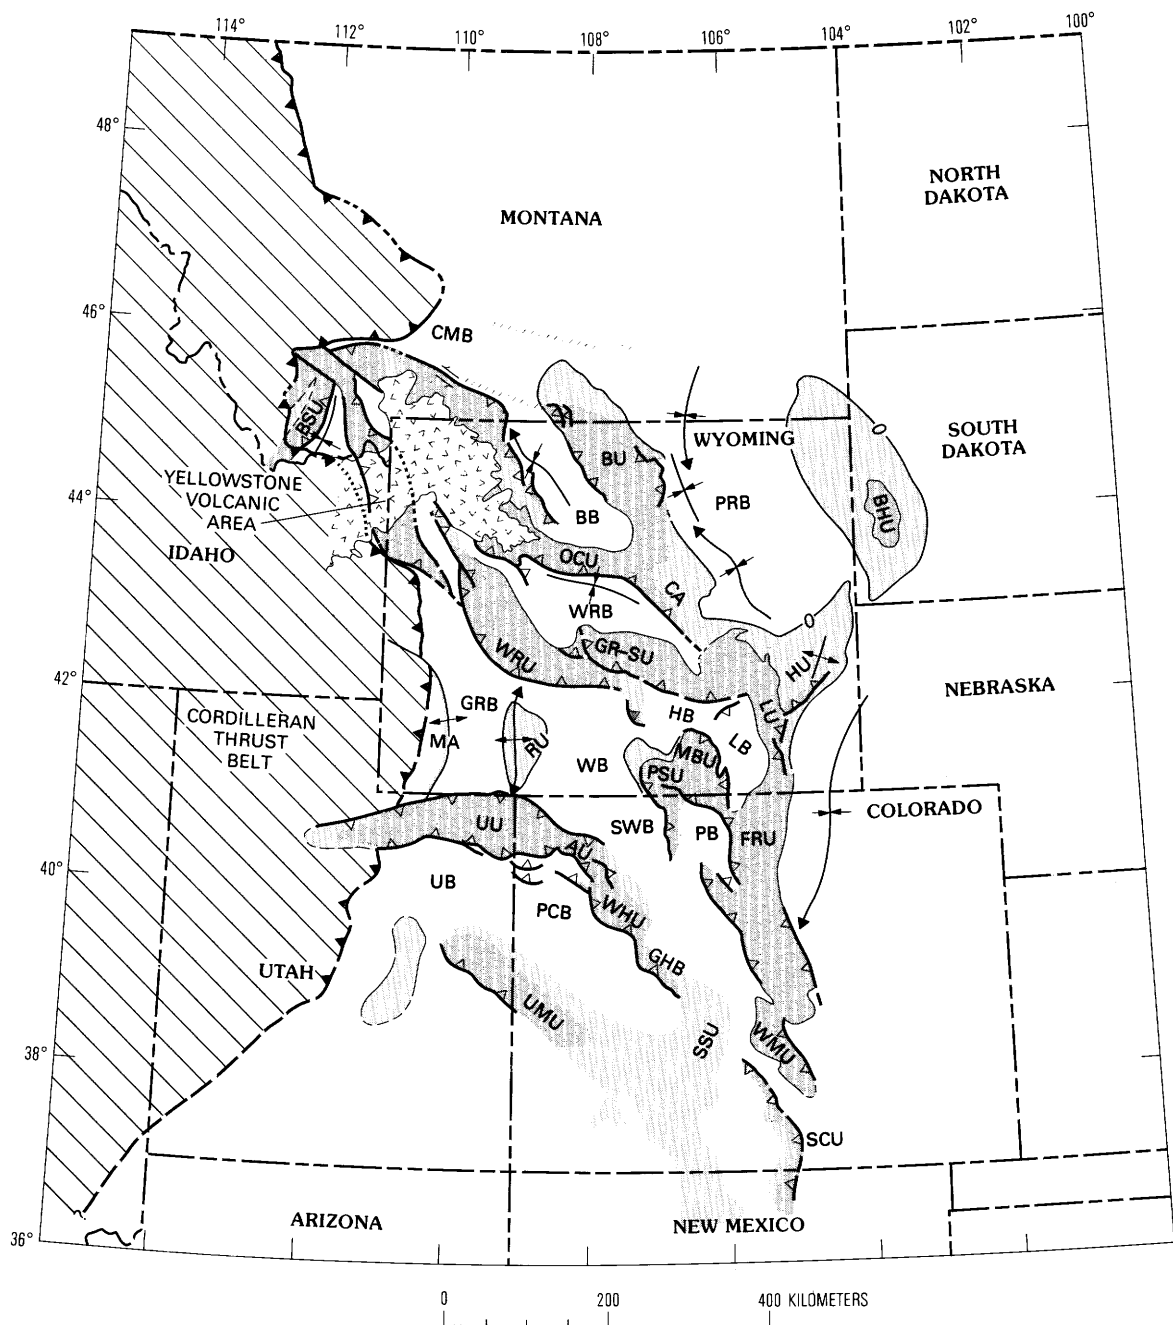 114° 112° 110° 108° 106° 104° 102° 100°
48°
NORTH
DAKOTA
MONTANA
46°
CMB
BSU
WYOMING
SOUTH
DAKOTA
0
BU
YELLOWSTONE
VOLCANIC
AREA
44°
PRB
BHU
BB
IDAHO
OCU
CA
WRB
0
GR-SU
WRU
HU
42°
NEBRASKA
GRB
HB
LU
CORDILLERAN
THRUST
BELT
MA
RU
LB
MBU
WB
PSU
COLORADO
UU
SWB
PB
FRU
AU
40°
UB
PCB
WHU
GHB
UTAH
UMU
SSU
WMU
38°
SCU
ARIZONA
NEW MEXICO
36°
0 200 400 KILOMETERS